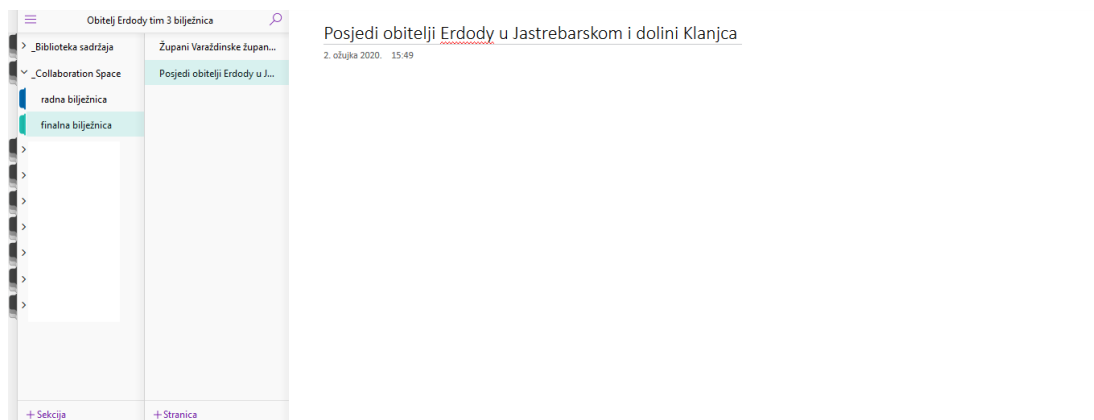 Obitelj Erdody tim 3 bilježnica
_Biblioteka sadržaja
_Collaboration Space
radna bilježnica
finalna bilježnica
+ Sekcija
Župani Varaždinske župan...
Posjedi obitelji Erdody u J...
+ Stranica
Posjedi obitelji Erdody u Jastrebarskom i dolini Klanjca
2. ožujka 2020. 15:49